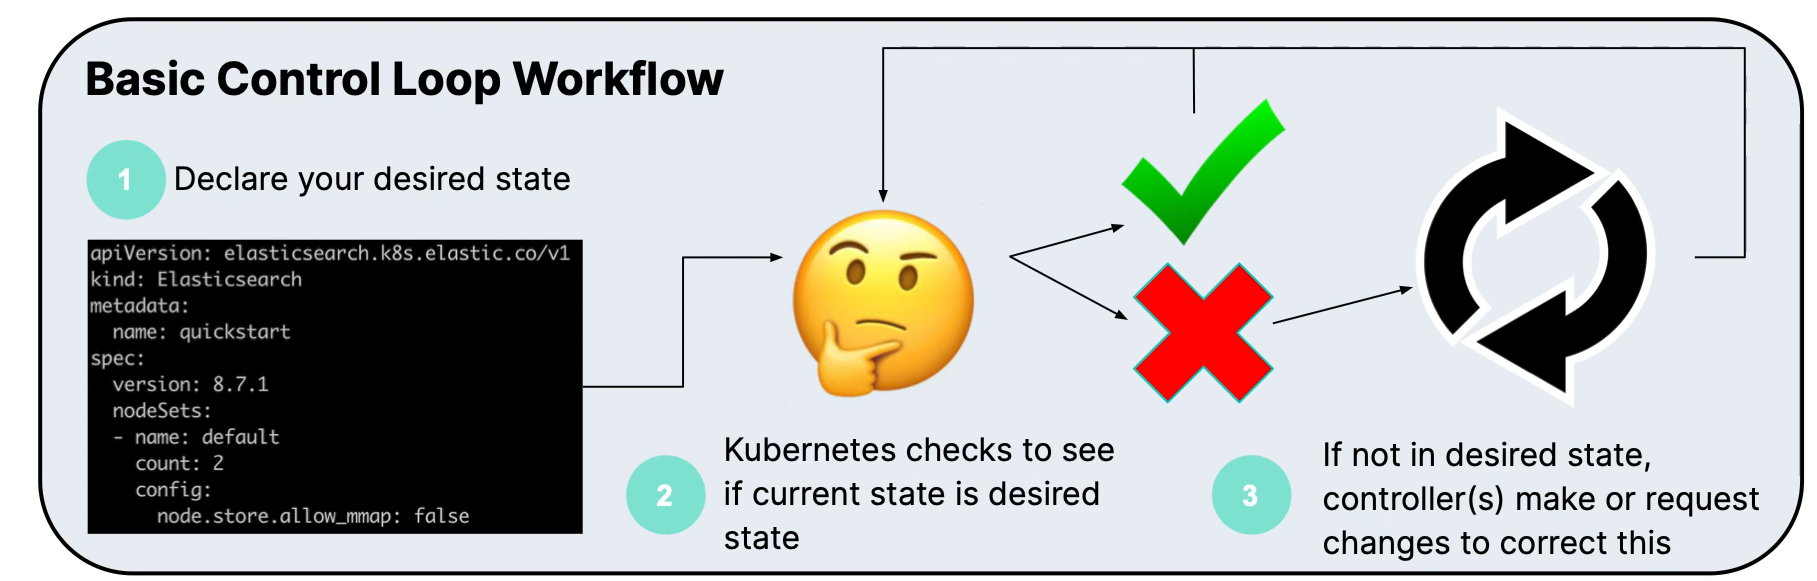 Basic Control Loop Workflow
1
Declare your desired state
apiVersion: elasticsearch.k8s.elastic.co/v1
kind: Elasticsearch
metadata:
  name: quickstart
spec:
  version: 8.7.1
  nodeSets:
  - name: default
    count: 2
    config:
      node.store.allow_mmap: false
2
Kubernetes checks to see
if current state is desired
state
3
If not in desired state,
controller(s) make or request
changes to correct this